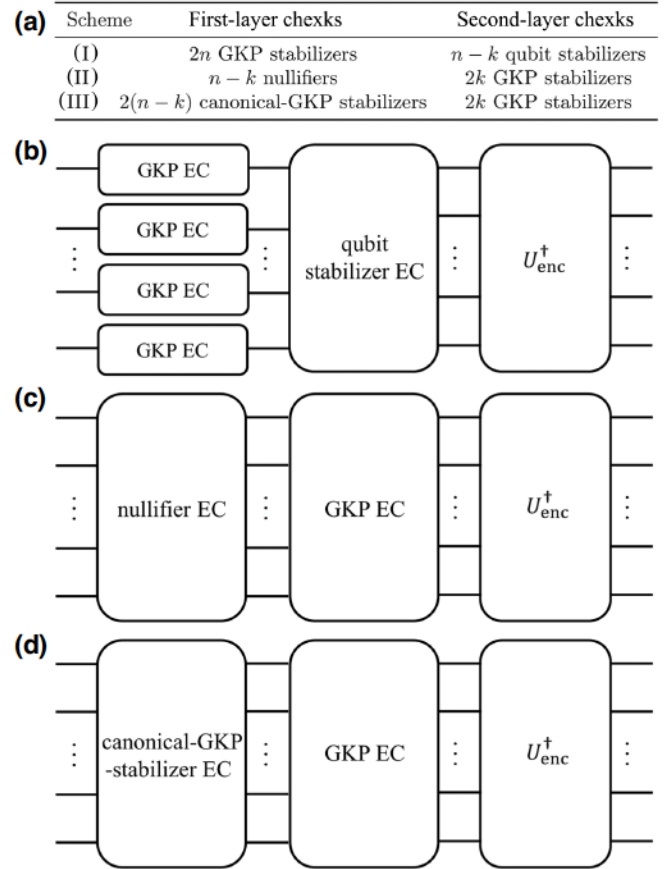 (a) Scheme First-layer chexks Second-layer chexks
(I) 2n GKP stabilizers n − k qubit stabilizers
(II) n − k nullifiers 2k GKP stabilizers
(III) 2(n − k) canonical-GKP stabilizers 2k GKP stabilizers
(b)
GKP EC
GKP EC
GKP EC
GKP EC
qubit
stabilizer EC
U†enc
(c)
nullifier EC
GKP EC
U†enc
(d)
canonical-GKP
-stabilizer EC
GKP EC
U†enc